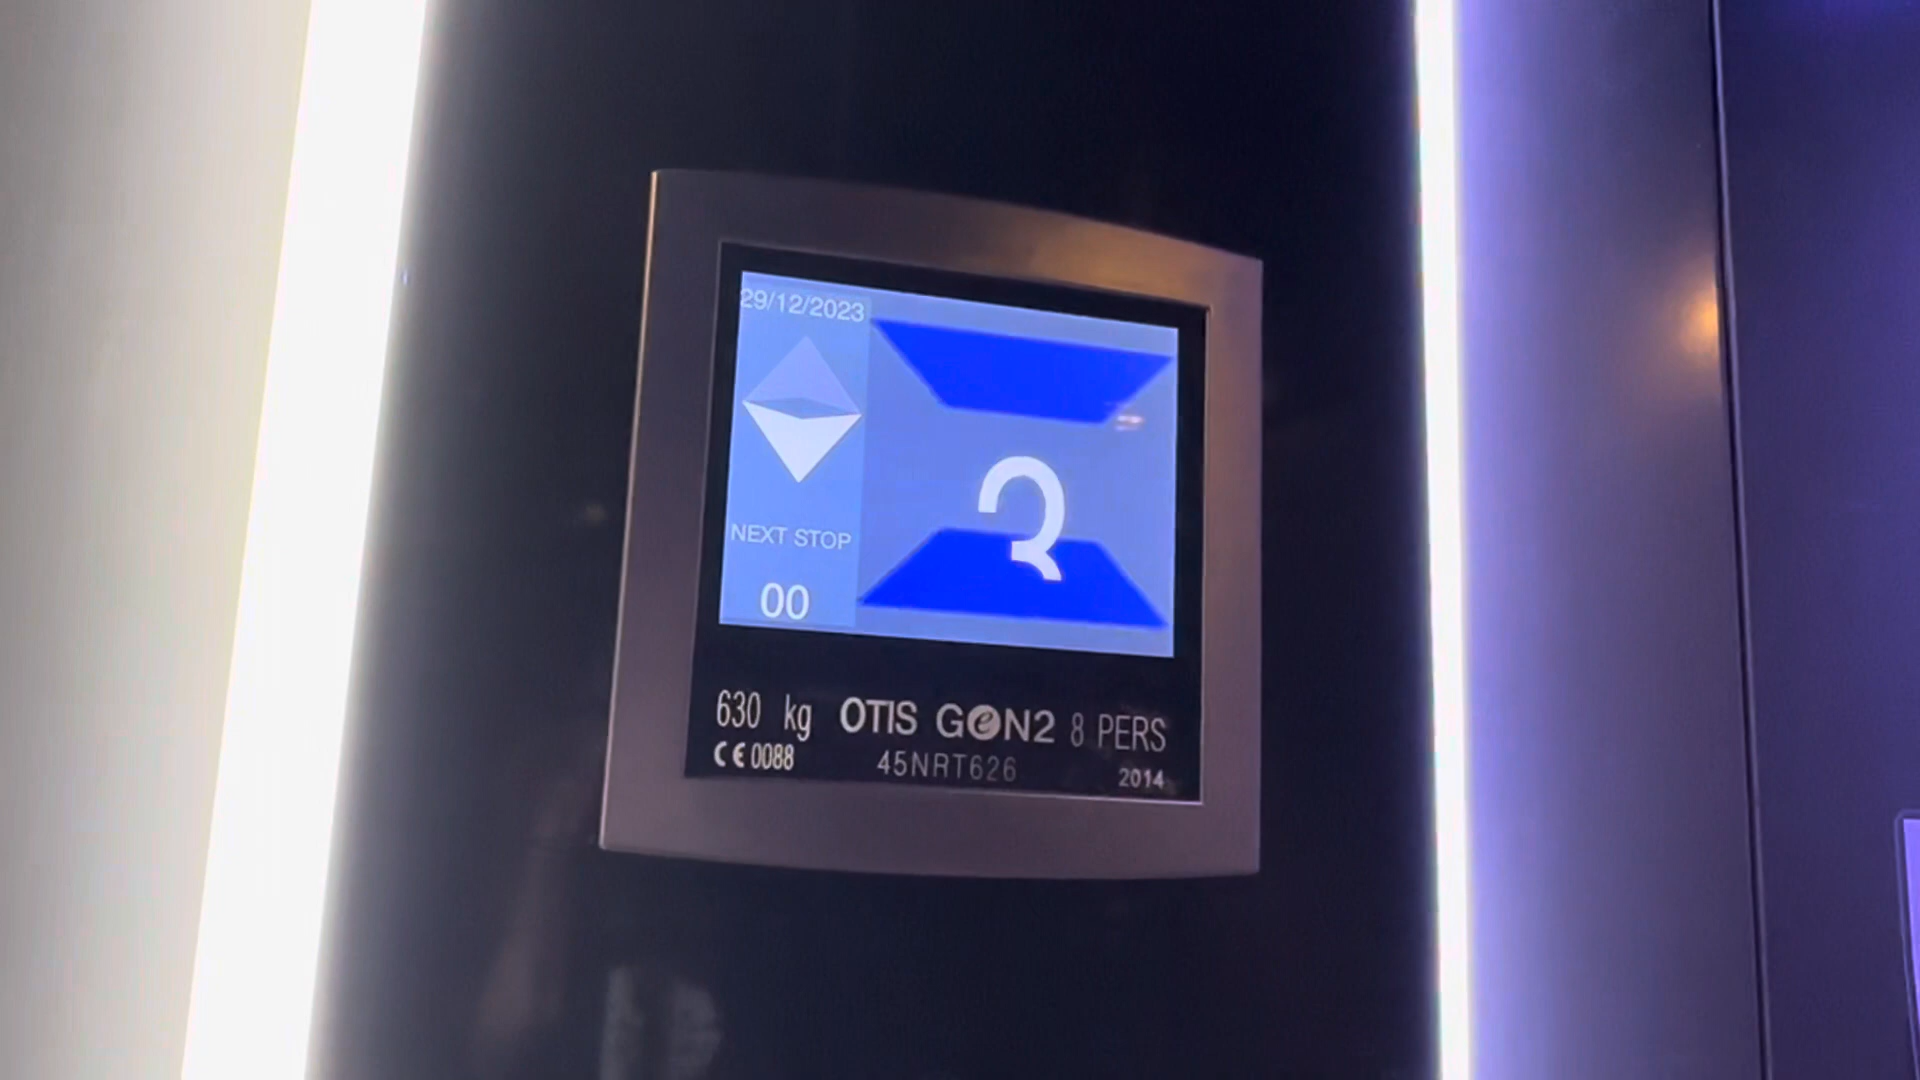 29/12/2023
NEXT STOP
00
630 kg OTIS GeN2 8 PERS
CE 0088 45NRT626 2014